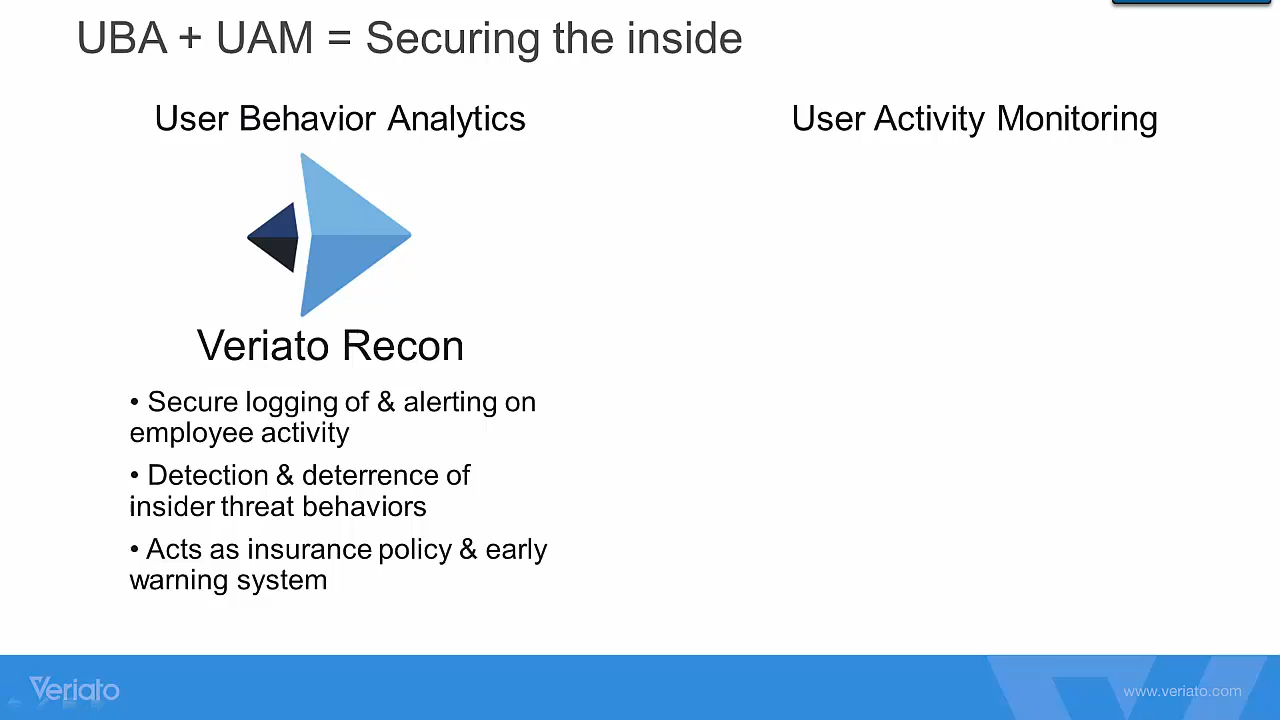 UBA + UAM = Securing the inside
User Behavior Analytics
User Activity Monitoring
Veriato Recon
• Secure logging of & alerting on
employee activity
• Detection & deterrence of
insider threat behaviors
• Acts as insurance policy & early
warning system
Veriato
www.veriato.com